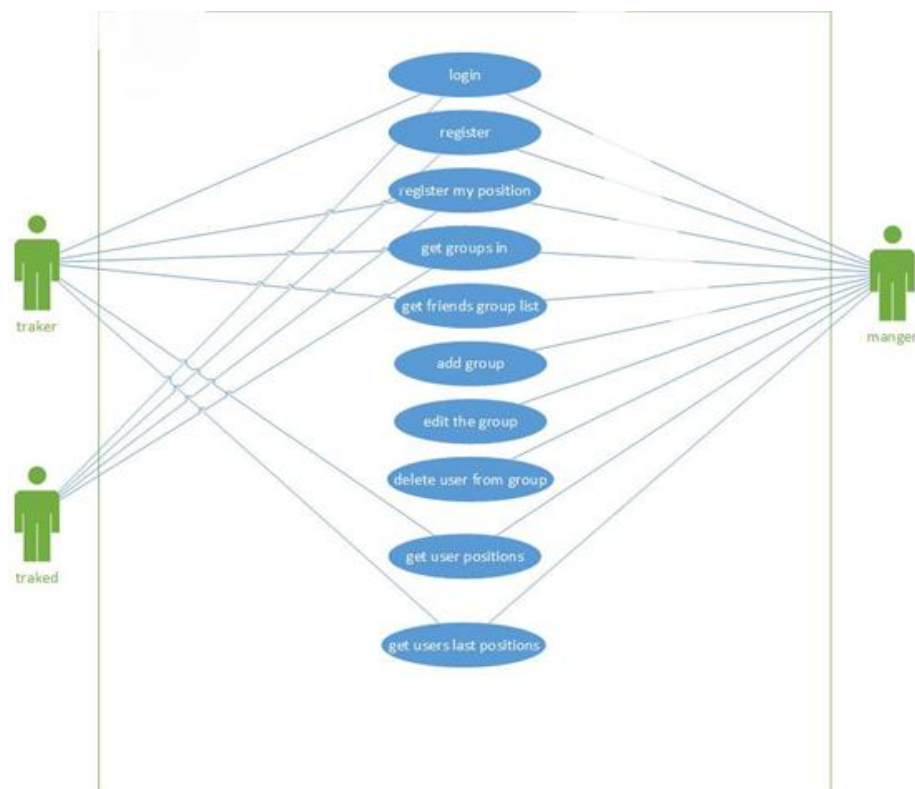 login
register
register my position
get groups in
get friends group list
add group
edit the group
delete user from group
get user positions
get users last positions
traker
traked
manger